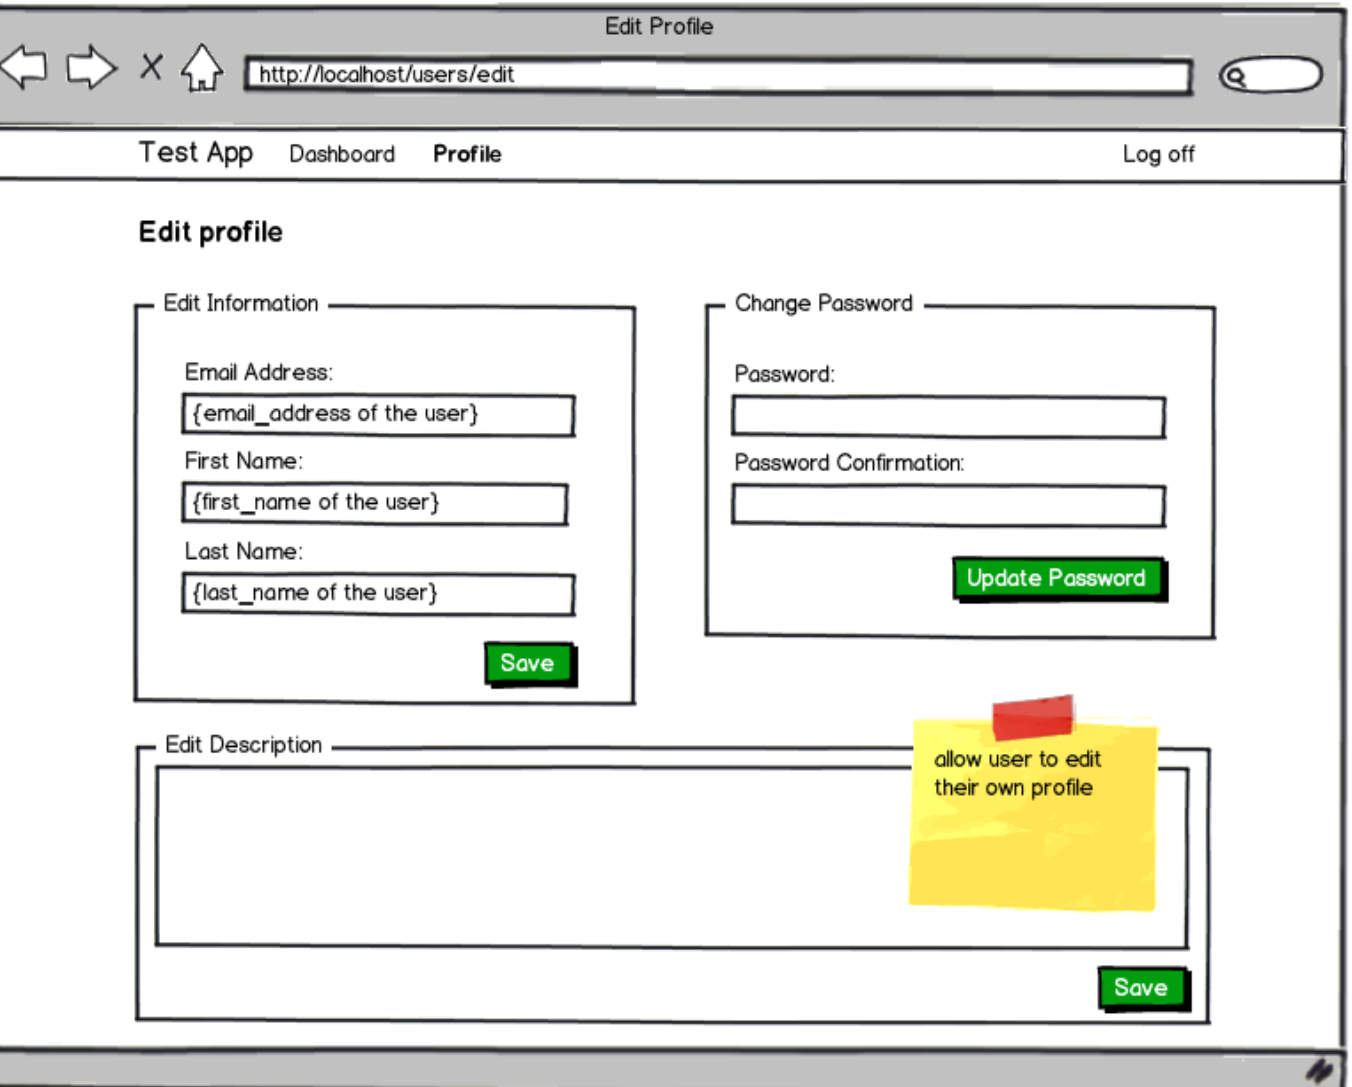 Edit Profile
http://localhost/users/edit
Test App Dashboard Profile Log off
Edit profile
Edit Information
Email Address:
{email_address of the user}
First Name:
{first_name of the user}
Last Name:
{last_name of the user}
Save
Change Password
Password:
Password Confirmation:
Update Password
Edit Description
allow user to edit
their own profile
Save